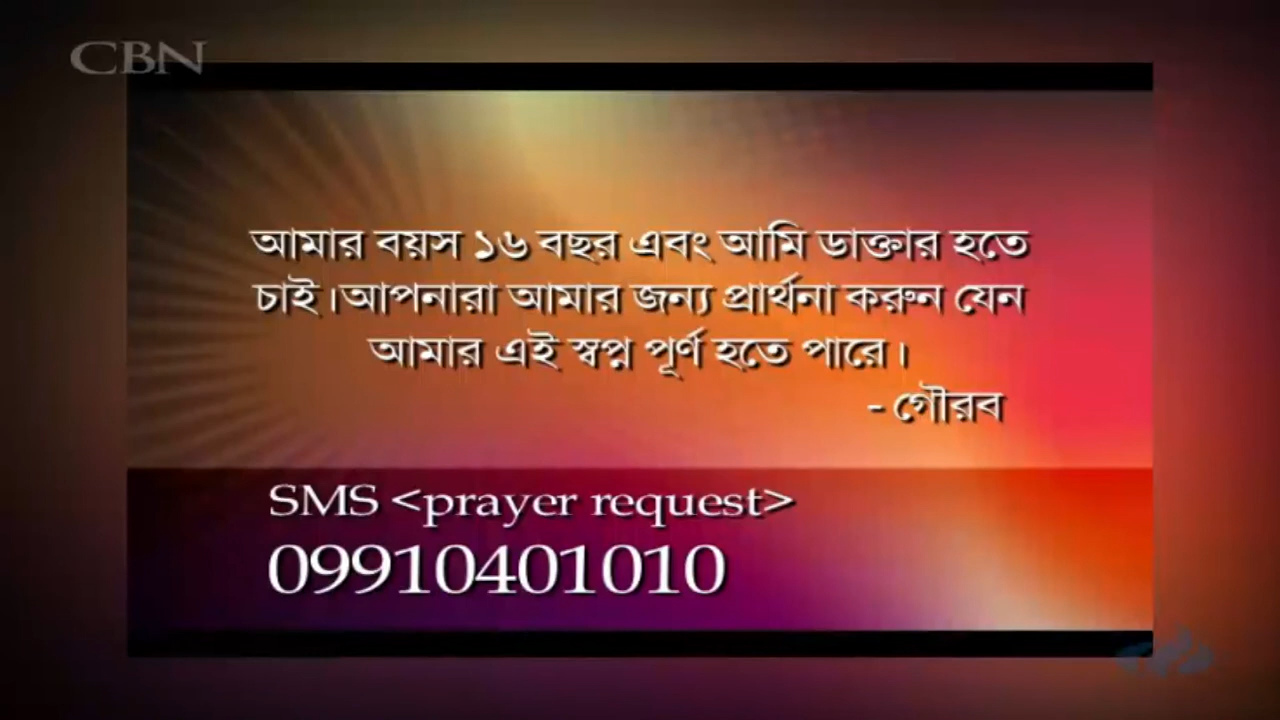 CBN
আমার বয়স ১৬ বছর এবং আমি ডাক্তার হতে
চাই।আপনারা আমার জন্য প্রার্থনা করুন যেন
আমার এই স্বপ্ন পূর্ণ হতে পারে।
- গৌরব
SMS <prayer request>
09910401010